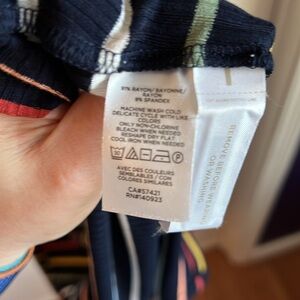 91% RAYON/RAYONNE/
RAYON
9% SPANDEX
MACHINE WASH COLD
DELICATE CYCLE WITH LIKE
COLORS
ONLY NON-CHLORINE
BLEACH WHEN NEEDED
RESHAPE DRY FLAT
COOL IRON WHEN NEEDED
AVEC DES COULEURS
SEMBLABLES / CON
COLORES SIMILARES
CA#57421
RN#140923
REMOVE BEFORE WEARING
OR WASHING